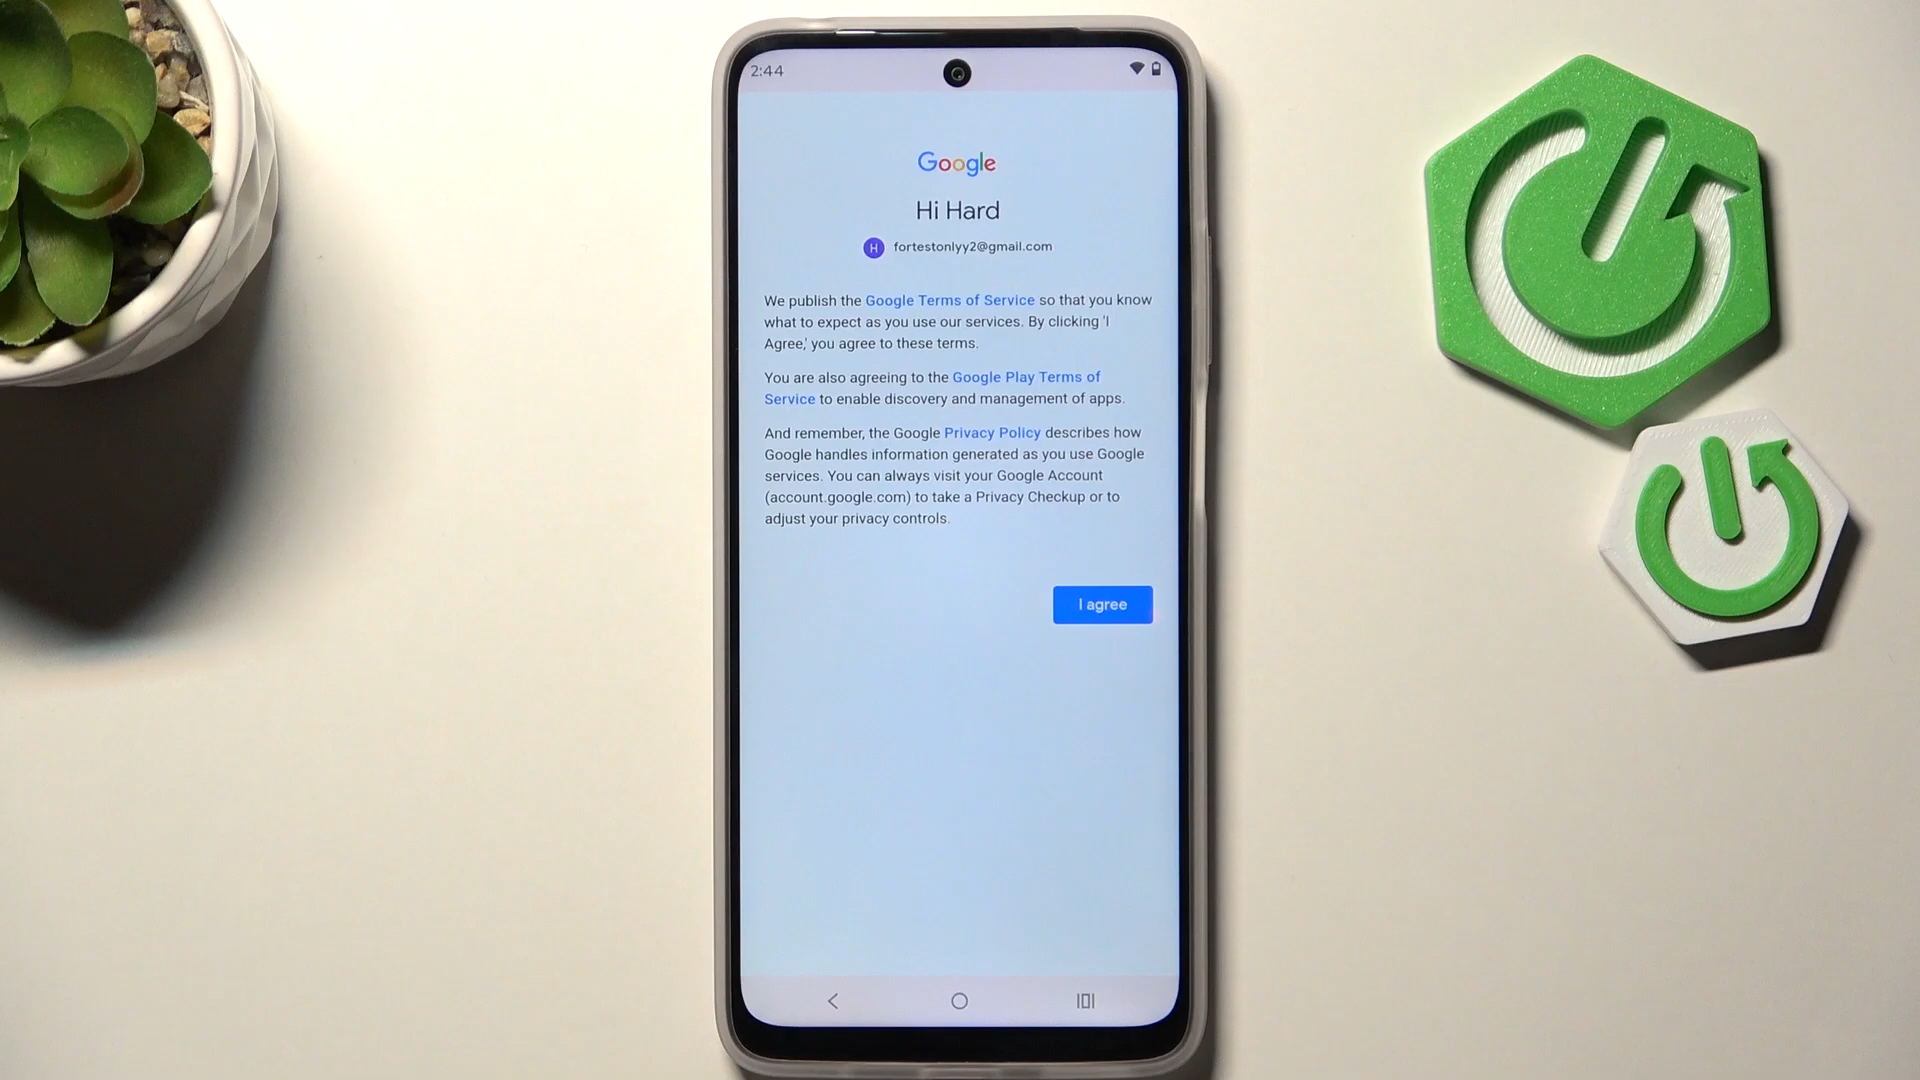 2:44
Google
Hi Hard
H fortestonlyy2@gmail.com
We publish the Google Terms of Service so that you know
what to expect as you use our services. By clicking 'I
Agree,' you agree to these terms.
You are also agreeing to the Google Play Terms of
Service to enable discovery and management of apps.
And remember, the Google Privacy Policy describes how
Google handles information generated as you use Google
services. You can always visit your Google Account
(account.google.com) to take a Privacy Checkup or to
adjust your privacy controls.
I agree